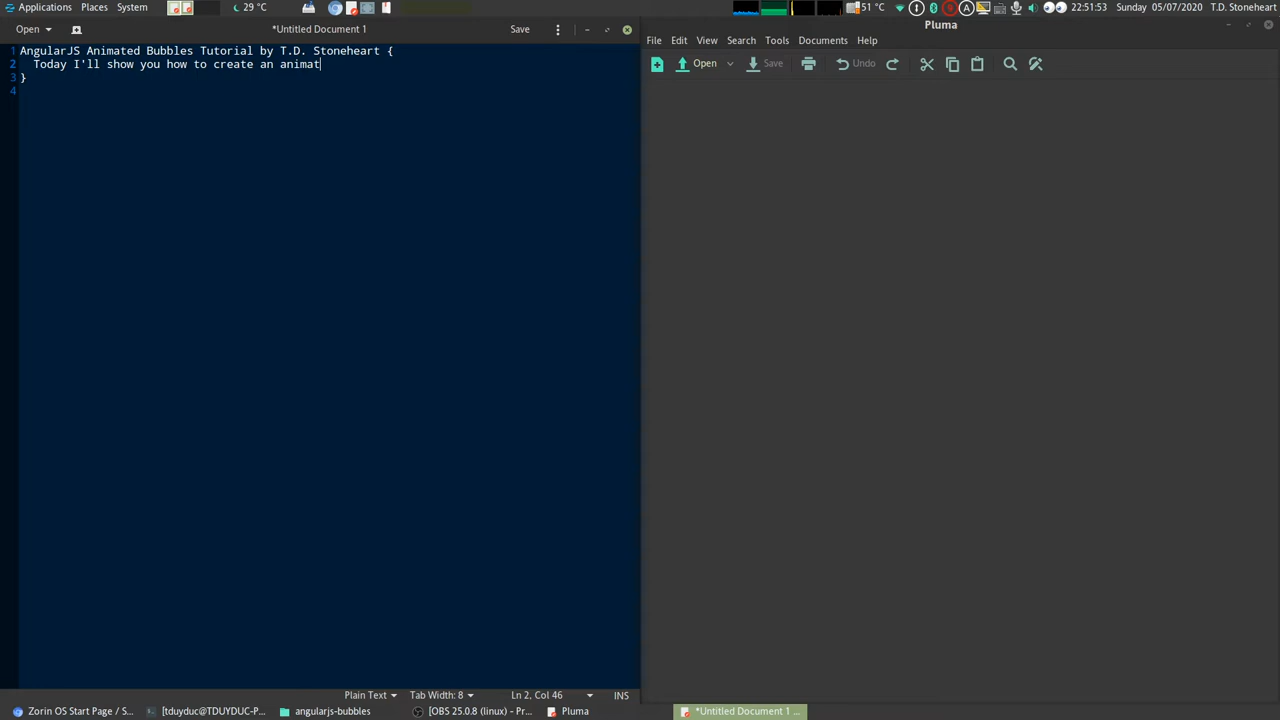 Applications Places System 29 °C 51 °C 22:51:53 Sunday 05/07/2020 T.D. Stoneheart
Open *Untitled Document 1 Save
1 AngularJS Animated Bubbles Tutorial by T.D. Stoneheart {
2 Today I'll show you how to create an animat
3 }
4
Plain Text Tab Width: 8 Ln 2, Col 46 INS
Pluma
File Edit View Search Tools Documents Help
Open Save Undo
Zorin OS Start Page / S... [tduyduc@TDUYDUC-P... angularjs-bubbles [OBS 25.0.8 (linux) - Pr... Pluma *Untitled Document 1 ...